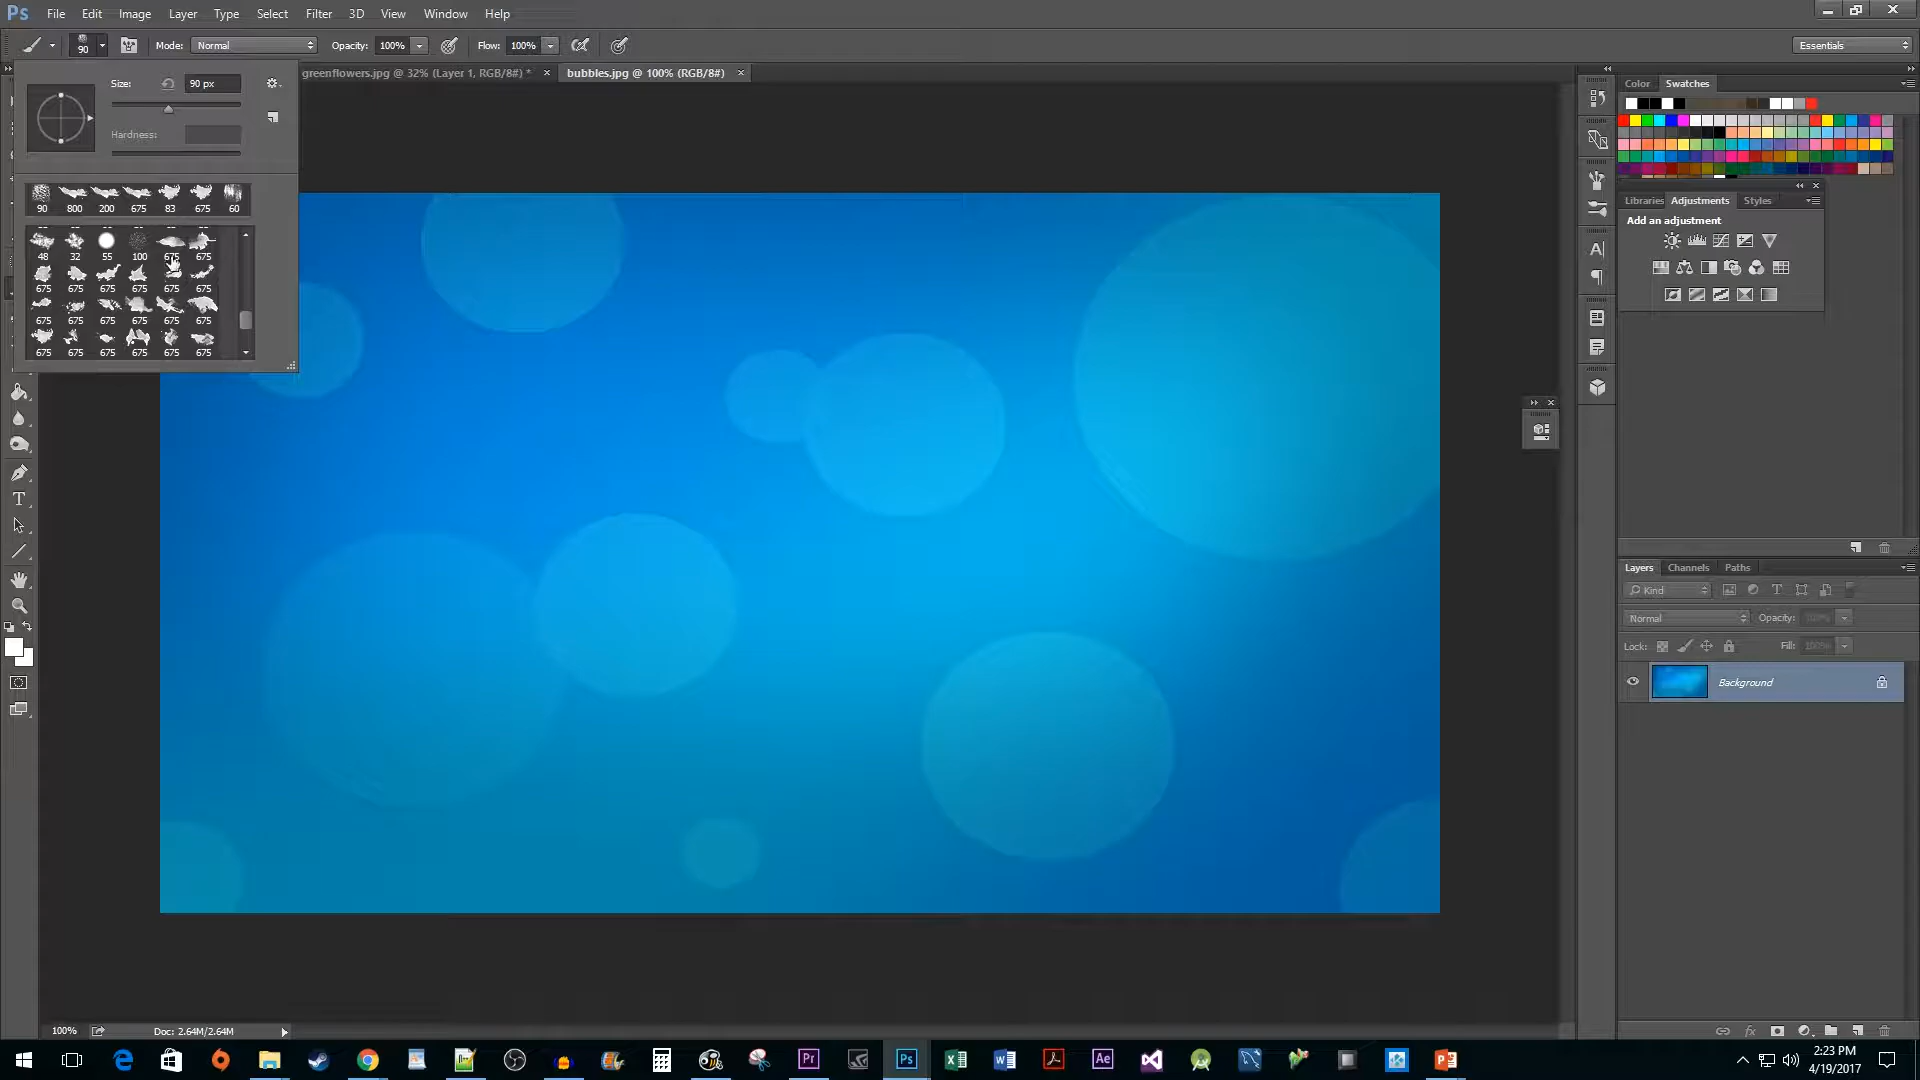 Ps File Edit Image Layer Type Select Filter 3D View Window Help
90 Mode: Normal Opacity: 100% Flow: 100% Essentials
greenflowers.jpg @ 32% (Layer 1, RGB/8#) * bubbles.jpg @ 100% (RGB/8#)
Size: 90 px
Hardness:
90 800 200 675 83 675 60
48 32 55 100 675 675
675 675 675 675 675 675
675 675 675 675 675 675
675 675 675 675 675 675
Color Swatches
Libraries Adjustments Styles
Add an adjustment
Layers Channels Paths
Kind
Normal Opacity: 100%
Lock: Fill: 100%
Background
100% Doc: 2.64M/2.64M
Pr Ps Ae
2:23 PM
4/19/2017